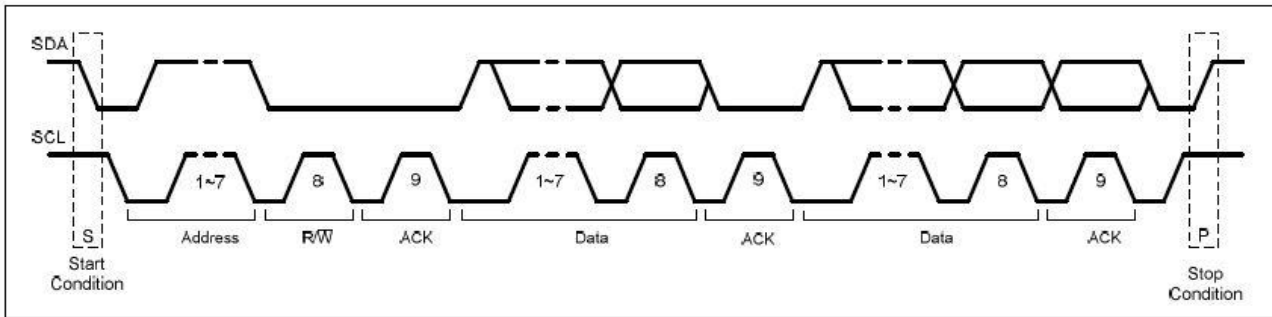 SDA
SCL
1~7 8 9 1~7 8 9 1~7 8 9
S Address R/W ACK Data ACK Data ACK P
Start Condition
Stop Condition